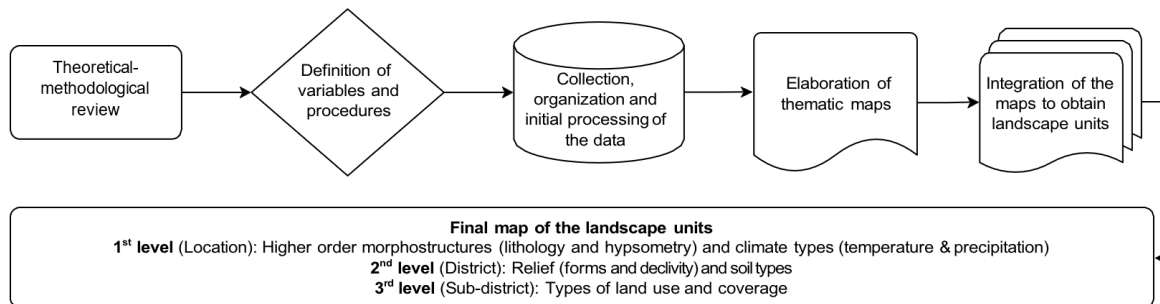 Theoretical-
methodological
review
Definition of
variables and
procedures
Collection,
organization and
initial processing of
the data
Elaboration of
thematic maps
Integration of the
maps to obtain
landscape units
Final map of the landscape units
1st level (Location): Higher order morphostructures (lithology and hypsometry) and climate types (temperature & precipitation)
2nd level (District): Relief (forms and declivity) and soil types
3rd level (Sub-district): Types of land use and coverage